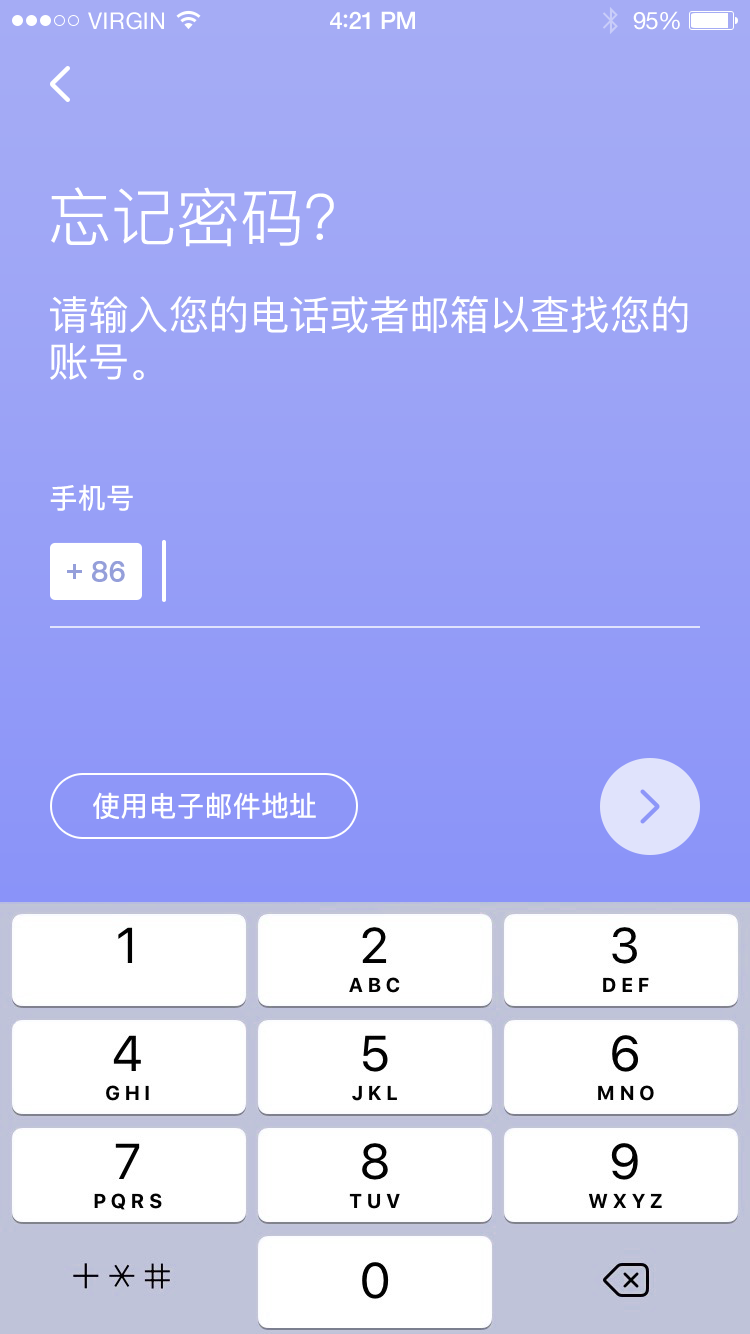 VIRGIN 4:21 PM 95%
忘记密码?
请输入您的电话或者邮箱以查找您的
账号。
手机号
+ 86
使用电子邮件地址
1 2 3
ABC DEF
4 5 6
GHI JKL MNO
7 8 9
PQRS TUV WXYZ
+ * # 0